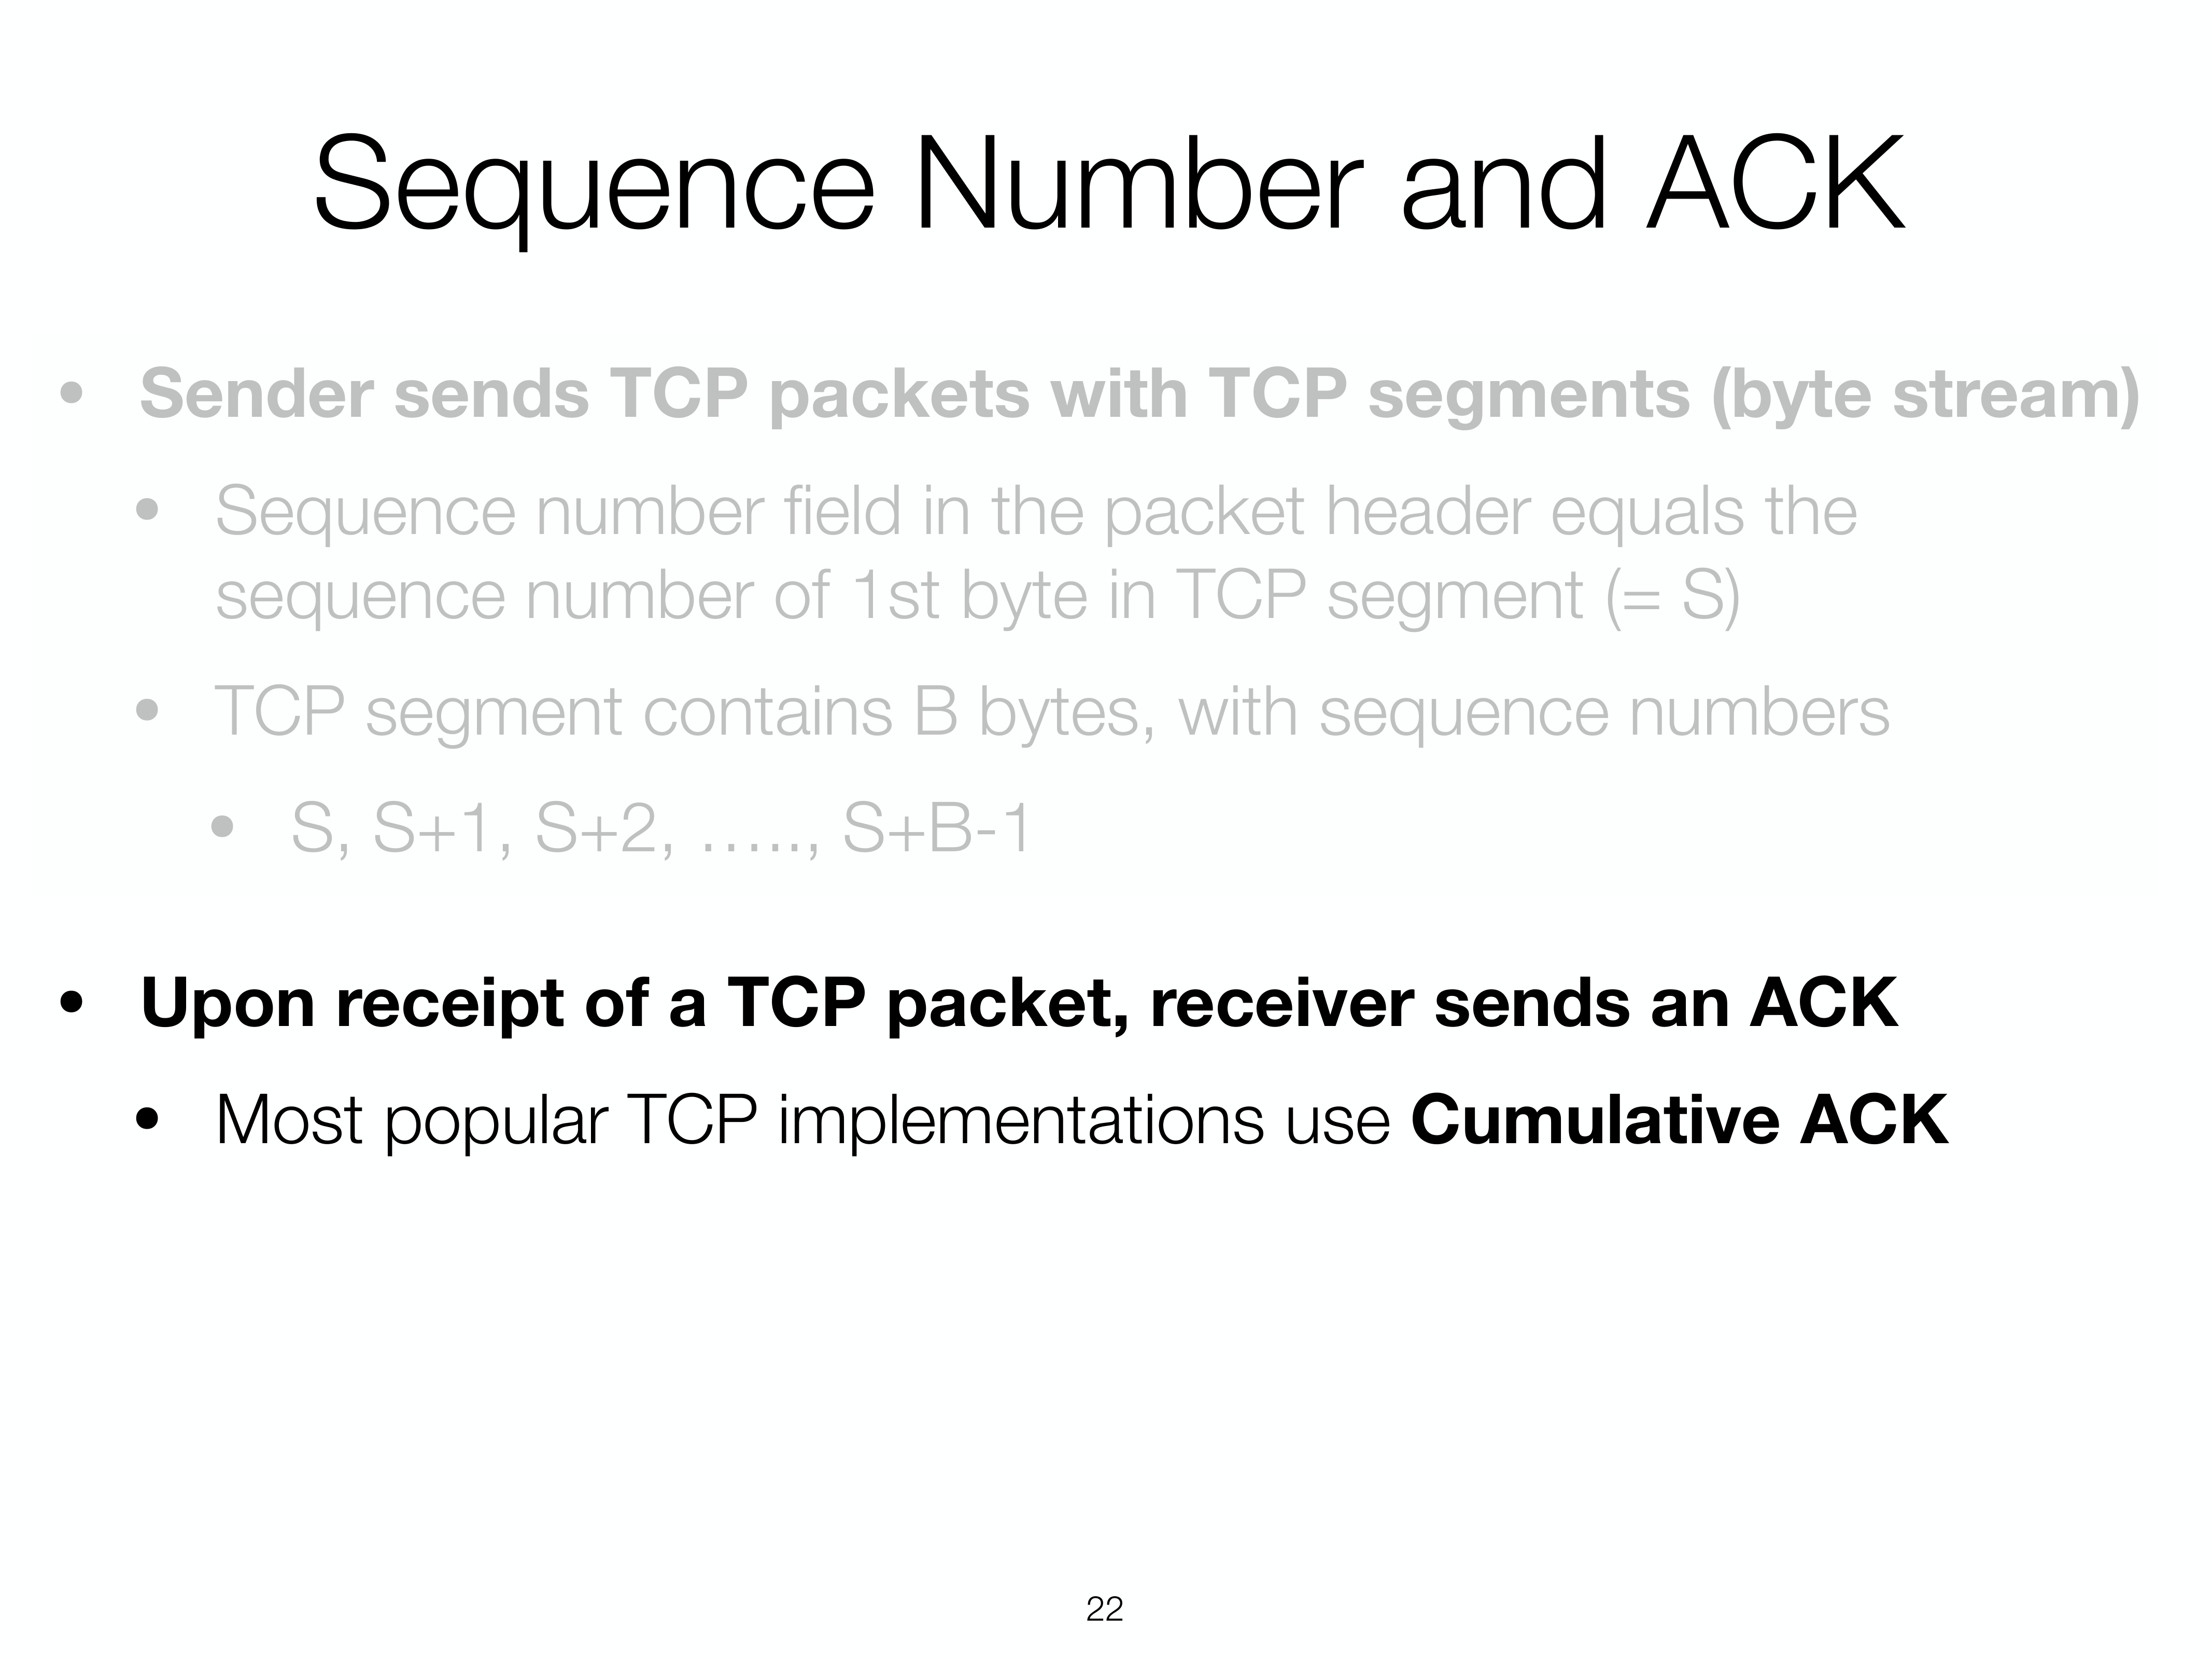 Sequence Number and ACK
• Sender sends TCP packets with TCP segments (byte stream)
• Sequence number field in the packet header equals the
sequence number of 1st byte in TCP segment (= S)
• TCP segment contains B bytes, with sequence numbers
• S, S+1, S+2, ....., S+B-1
• Upon receipt of a TCP packet, receiver sends an ACK
• Most popular TCP implementations use Cumulative ACK
22